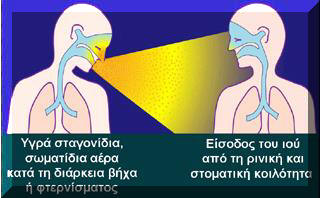 Υγρά σταγονίδια,
σωματίδια αέρα
κατά τη διάρκεια βήχα
ή φτερνίσματος
Είσοδος του ιού
από τη ρινική και
στοματική κοιλότητα